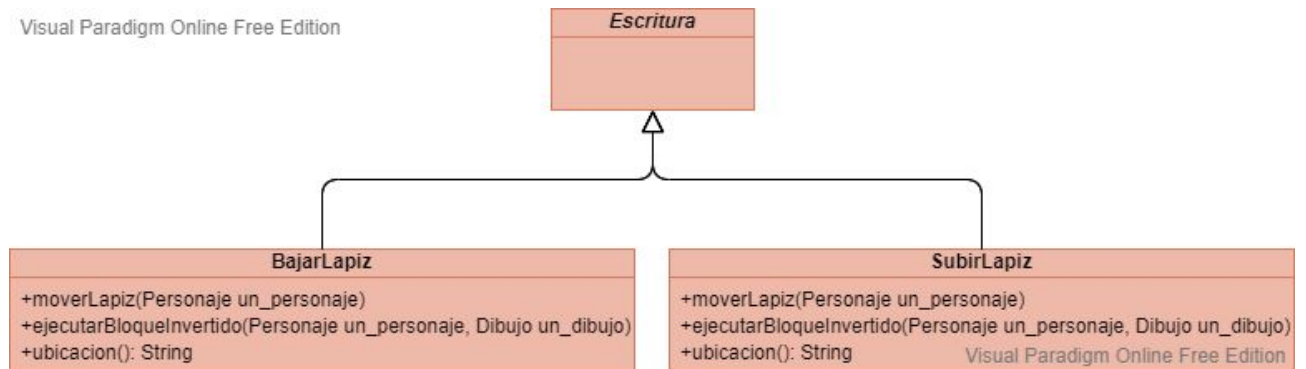 Visual Paradigm Online Free Edition
Escritura
BajarLapiz
+moverLapiz(Personaje un_personaje)
+ejecutarBloqueInvertido(Personaje un_personaje, Dibujo un_dibujo)
+ubicacion(): String
SubirLapiz
+moverLapiz(Personaje un_personaje)
+ejecutarBloqueInvertido(Personaje un_personaje, Dibujo un_dibujo)
+ubicacion(): String
Visual Paradigm Online Free Edition